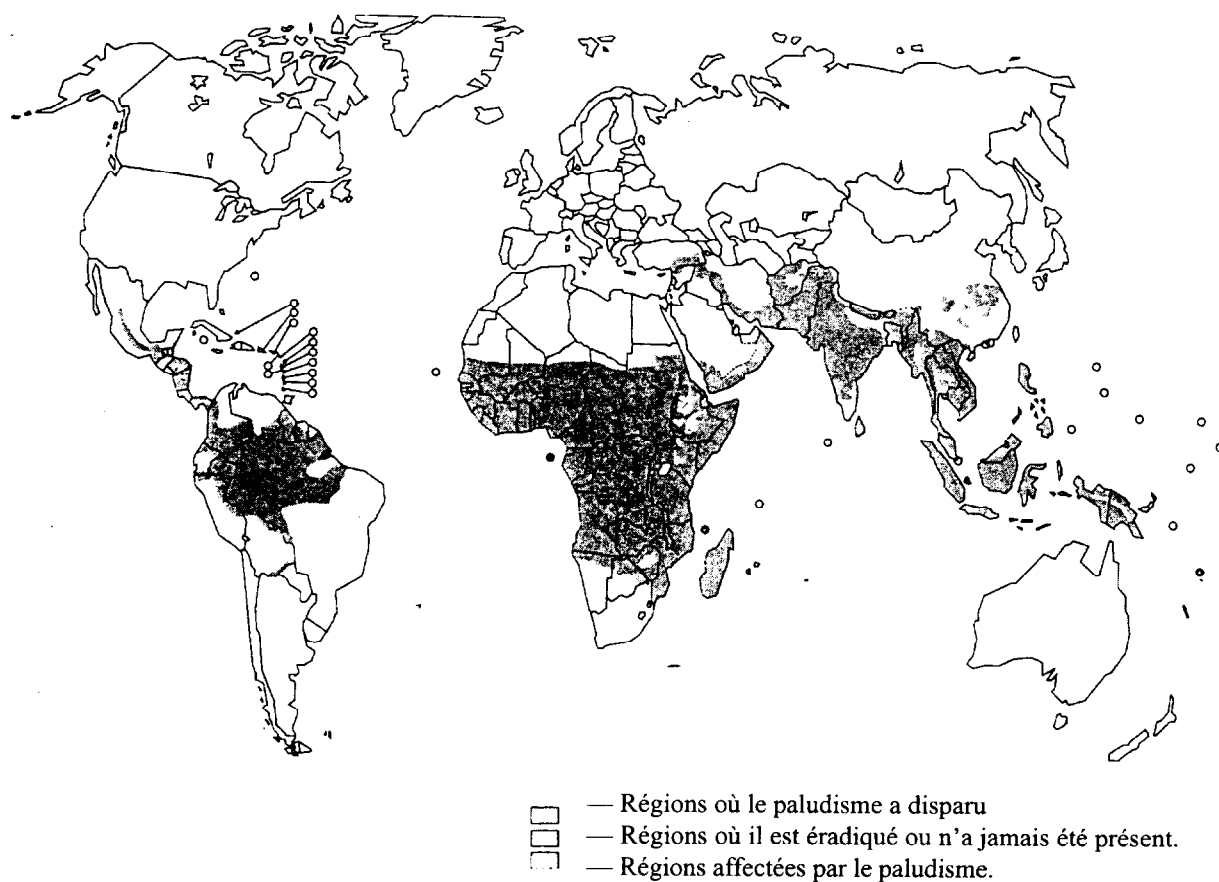 — Régions où le paludisme a disparu
— Régions où il est éradiqué ou n'a jamais été présent.
— Régions affectées par le paludisme.